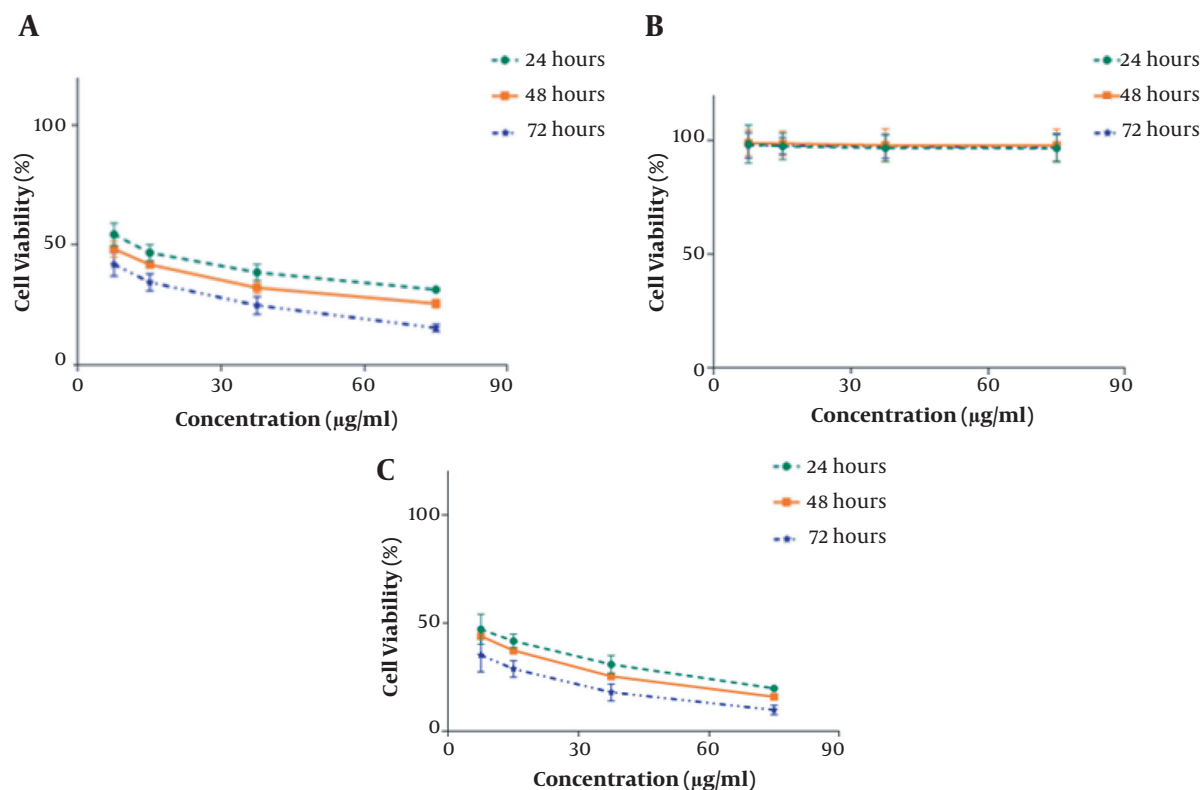 A
24 hours
48 hours
72 hours
100
50
0
Cell Viability (%)
0 30 60 90
Concentration (µg/ml)
B
24 hours
48 hours
72 hours
100
50
0
Cell Viability (%)
0 30 60 90
Concentration (µg/ml)
C
24 hours
48 hours
72 hours
100
50
0
Cell Viability (%)
0 30 60 90
Concentration (µg/ml)